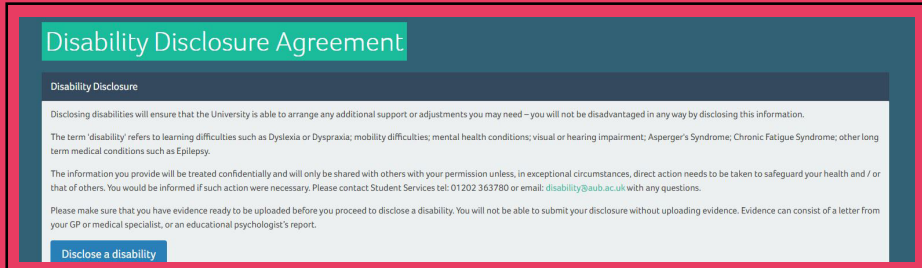 Disability Disclosure Agreement
Disability Disclosure
Disclosing disabilities will ensure that the University is able to arrange any additional support or adjustments you may need – you will not be disadvantaged in any way by disclosing this information.
The term 'disability' refers to learning difficulties such as Dyslexia or Dyspraxia; mobility difficulties; mental health conditions; visual or hearing impairment; Asperger's Syndrome; Chronic Fatigue Syndrome; other long
term medical conditions such as Epilepsy.
The information you provide will be treated confidentially and will only be shared with others with your permission unless, in exceptional circumstances, direct action needs to be taken to safeguard your health and / or
that of others. You would be informed if such action were necessary. Please contact Student Services tel: 01202 363780 or email: disability@aub.ac.uk with any questions.
Please make sure that you have evidence ready to be uploaded before you proceed to disclose a disability. You will not be able to submit your disclosure without uploading evidence. Evidence can consist of a letter from
your GP or medical specialist, or an educational psychologist's report.
Disclose a disability